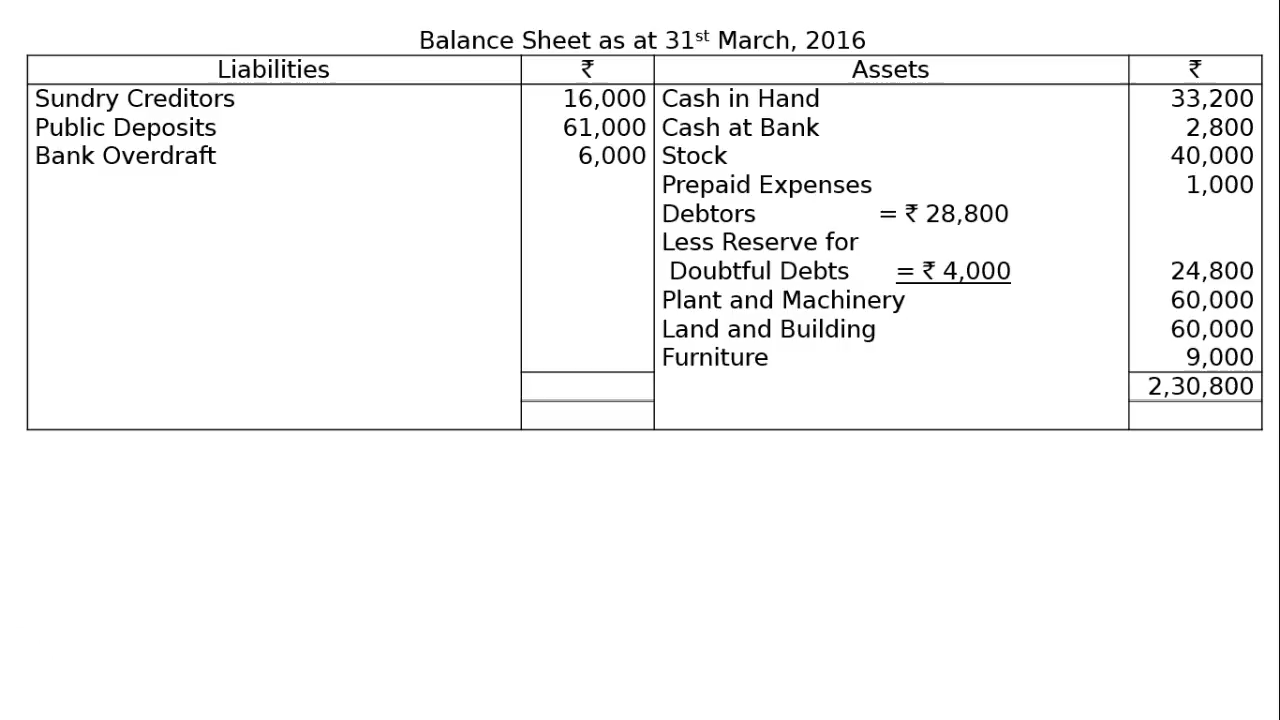 Balance Sheet as at 31st March, 2016
Liabilities ₹ Assets ₹
Sundry Creditors 16,000 Cash in Hand 33,200
Public Deposits 61,000 Cash at Bank 2,800
Bank Overdraft 6,000 Stock 40,000
Prepaid Expenses 1,000
Debtors = ₹ 28,800
Less Reserve for
Doubtful Debts = ₹ 4,000 24,800
Plant and Machinery 60,000
Land and Building 60,000
Furniture 9,000
2,30,800